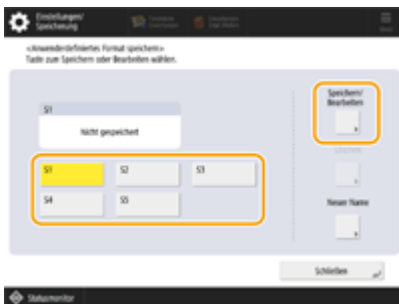 Einstellungen/
Speicherung
<Anwenderdefiniertes Format speichern>
Taste zum Speichern oder Bearbeiten wählen.
S1
Nicht gespeichert
S1
S2
S3
S4
S5
Speichern/
Bearbeiten
Löschen
Neuer Name
Schließen
Statusmonitor